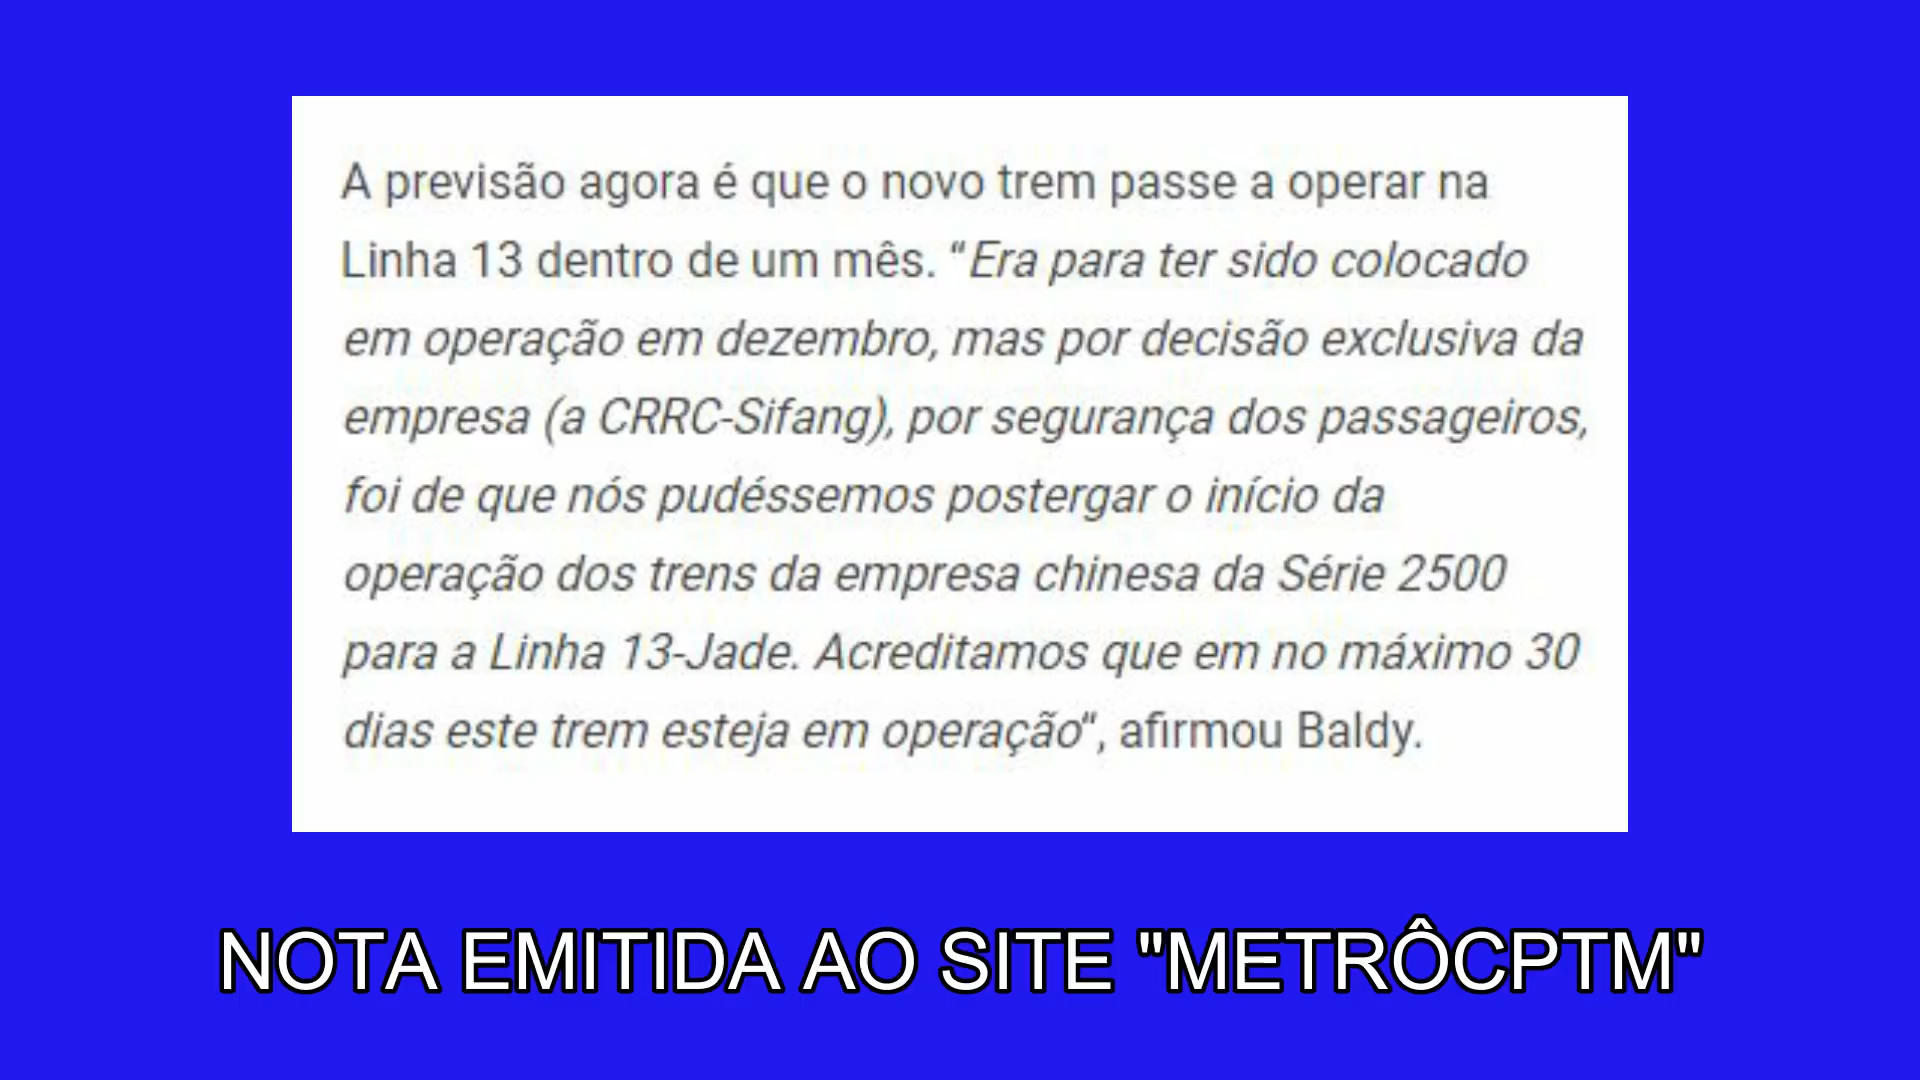 A previsão agora é que o novo trem passe a operar na
Linha 13 dentro de um mês. “Era para ter sido colocado
em operação em dezembro, mas por decisão exclusiva da
empresa (a CRRC-Sifang), por segurança dos passageiros,
foi de que nós pudéssemos postergar o início da
operação dos trens da empresa chinesa da Série 2500
para a Linha 13-Jade. Acreditamos que em no máximo 30
dias este trem esteja em operação“, afirmou Baldy.
NOTA EMITIDA AO SITE "METRÔCPTM"